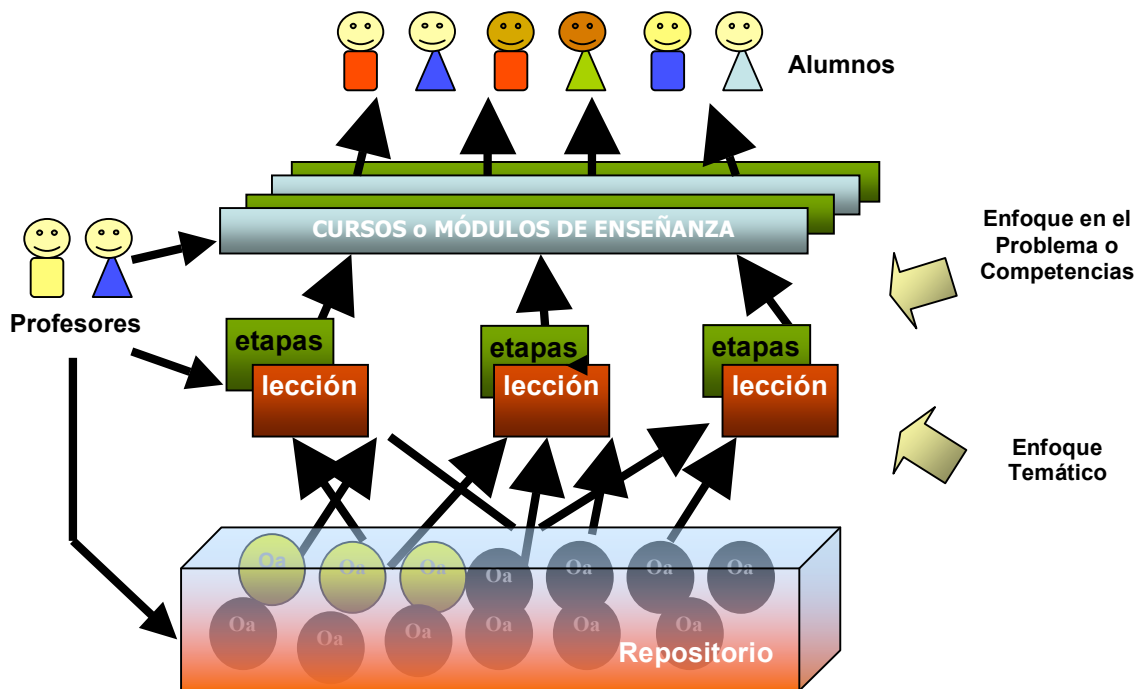 Alumnos
CURSOS o MÓDULOS DE ENSEÑANZA
Enfoque en el
Problema o
Competencias
Profesores
etapas
lección
etapas
lección
etapas
lección
Enfoque
Temático
Oa
Oa
Oa
Oa
Oa
Oa
Oa
Oa
Oa
Oa
Oa
Oa
Oa
Repositorio